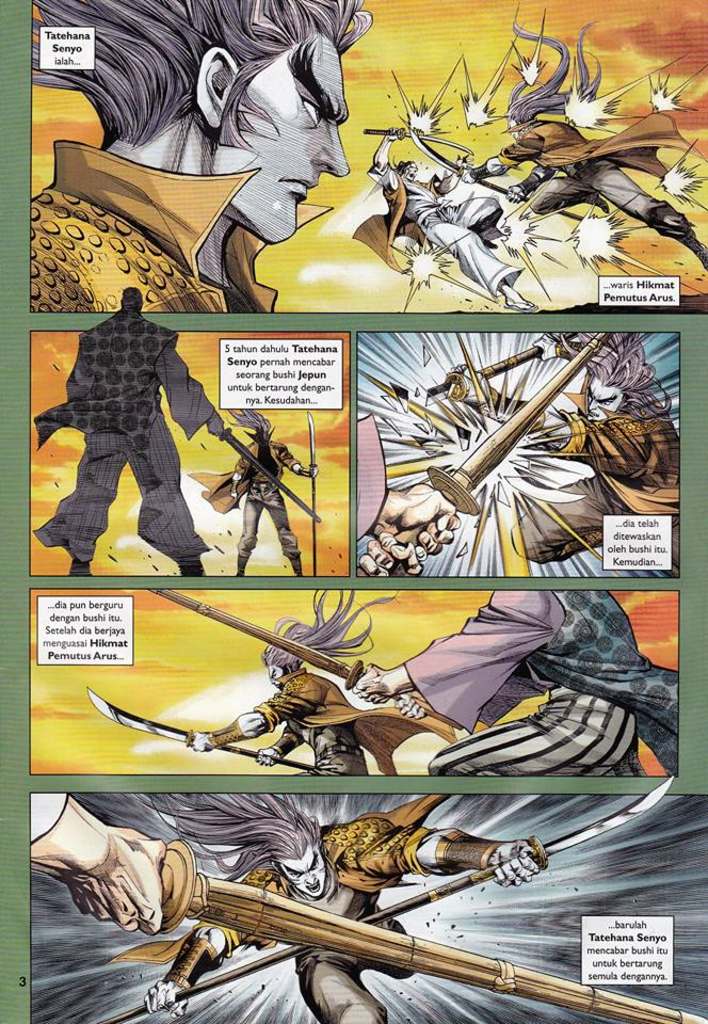 Tatehana
Senyo
ialah...
...waris Hikmat
Pemutus Arus.
5 tahun dahulu Tatehana
Senyo pernah mencabar
seorang bushi Jepun
untuk bertarung dengan-
nya. Kesudahan...
...dia telah
ditewaskan
oleh bushi itu.
Kemudian...
...dia pun berguru
dengan bushi itu.
Setelah dia berjaya
menguasai Hikmat
Pemutus Arus...
...barulah
Tatehana Senyo
mencabar bushi itu
untuk bertarung
semula dengannya.
3